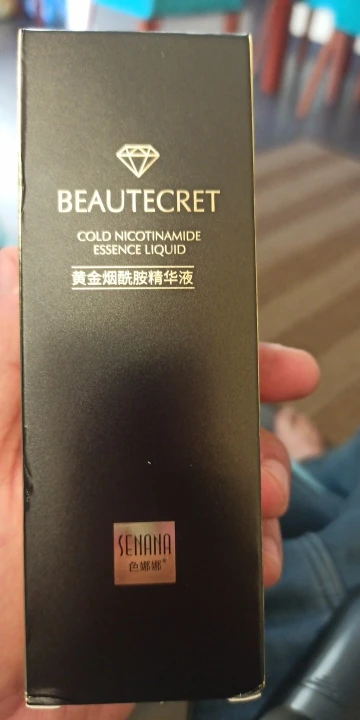 BEAUTECRET
COLD NICOTINAMIDE
ESSENCE LIQUID
黄金烟酰胺精华液
SENANA
色娜娜®